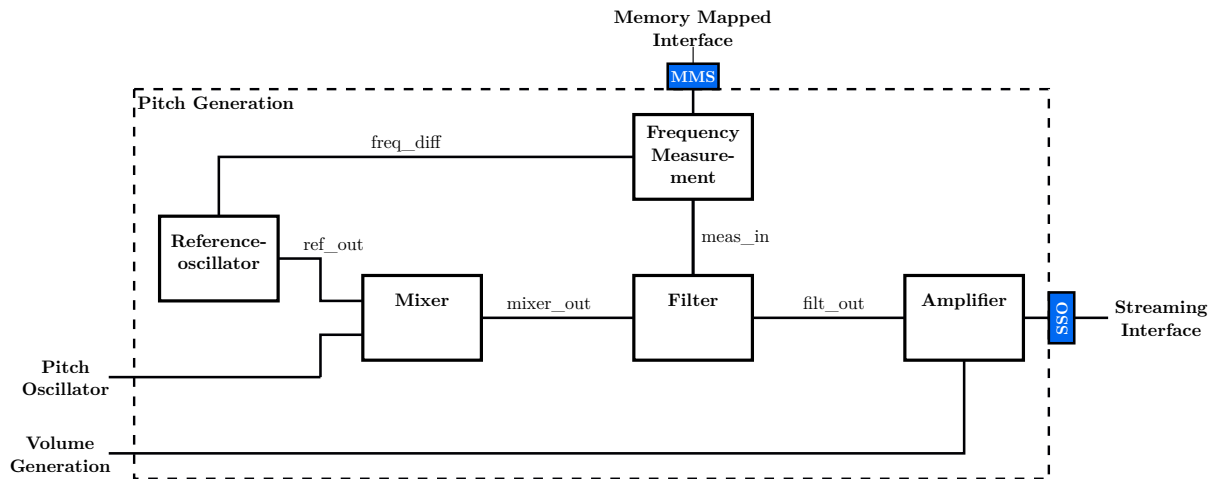 Memory Mapped
Interface
MMS
Pitch Generation
Frequency
Measure-
ment
freq_diff
Reference-
oscillator
ref_out
meas_in
Mixer
mixer_out
Filter
filt_out
Amplifier
SSO
Streaming
Interface
Pitch
Oscillator
Volume
Generation